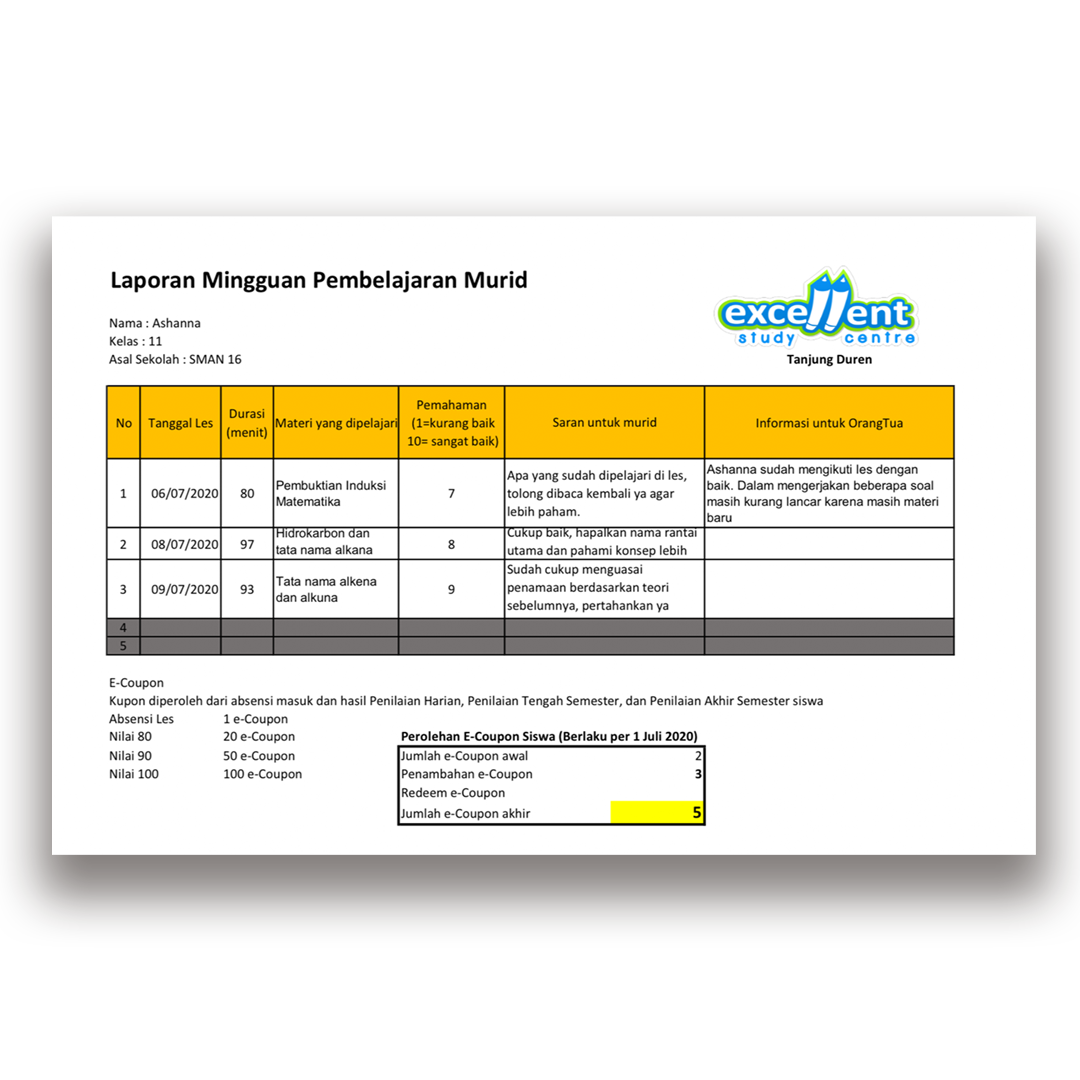 Laporan Mingguan Pembelajaran Murid
excellent
study centre
Tanjung Duren
Nama : Ashanna
Kelas : 11
Asal Sekolah : SMAN 16
No Tanggal Les Durasi (menit) Materi yang dipelajari Pemahaman (1=kurang baik 10= sangat baik) Saran untuk murid Informasi untuk OrangTua
1 06/07/2020 80 Pembuktian Induksi Matematika 7 Apa yang sudah dipelajari di les, tolong dibaca kembali ya agar lebih paham. Ashanna sudah mengikuti les dengan baik. Dalam mengerjakan beberapa soal masih kurang lancar karena masih materi baru
2 08/07/2020 97 Hidrokarbon dan tata nama alkana 8 Cukup baik, hapalkan nama rantai utama dan pahami konsep lebih
3 09/07/2020 93 Tata nama alkena dan alkuna 9 Sudah cukup menguasai penamaan berdasarkan teori sebelumnya, pertahankan ya
4
5
E-Coupon
Kupon diperoleh dari absensi masuk dan hasil Penilaian Harian, Penilaian Tengah Semester, dan Penilaian Akhir Semester siswa
Absensi Les 1 e-Coupon
Nilai 80 20 e-Coupon
Nilai 90 50 e-Coupon
Nilai 100 100 e-Coupon
Perolehan E-Coupon Siswa (Berlaku per 1 Juli 2020)
Jumlah e-Coupon awal 2
Penambahan e-Coupon 3
Redeem e-Coupon
Jumlah e-Coupon akhir 5